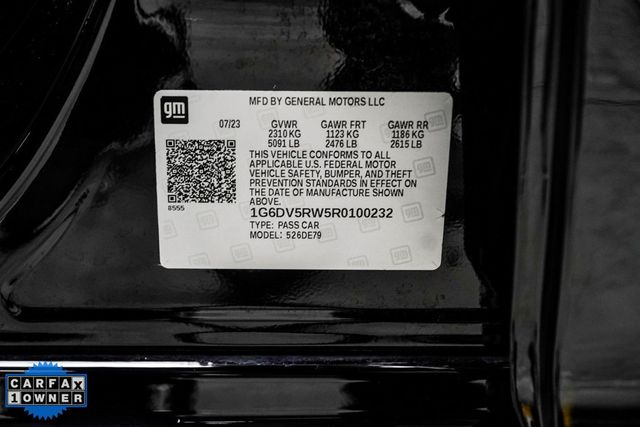 gm
MFD BY GENERAL MOTORS LLC
07/23 GVWR GAWR FRT GAWR RR
2310 KG 1123 KG 1186 KG
5091 LB 2476 LB 2615 LB
THIS VEHICLE CONFORMS TO ALL
APPLICABLE U.S. FEDERAL MOTOR
VEHICLE SAFETY, BUMPER, AND THEFT
PREVENTION STANDARDS IN EFFECT ON
THE DATE OF MANUFACTURE SHOWN
ABOVE.
8555
1G6DV5RW5R0100232
TYPE: PASS CAR
MODEL: 526DE79
CARFAX
1 OWNER